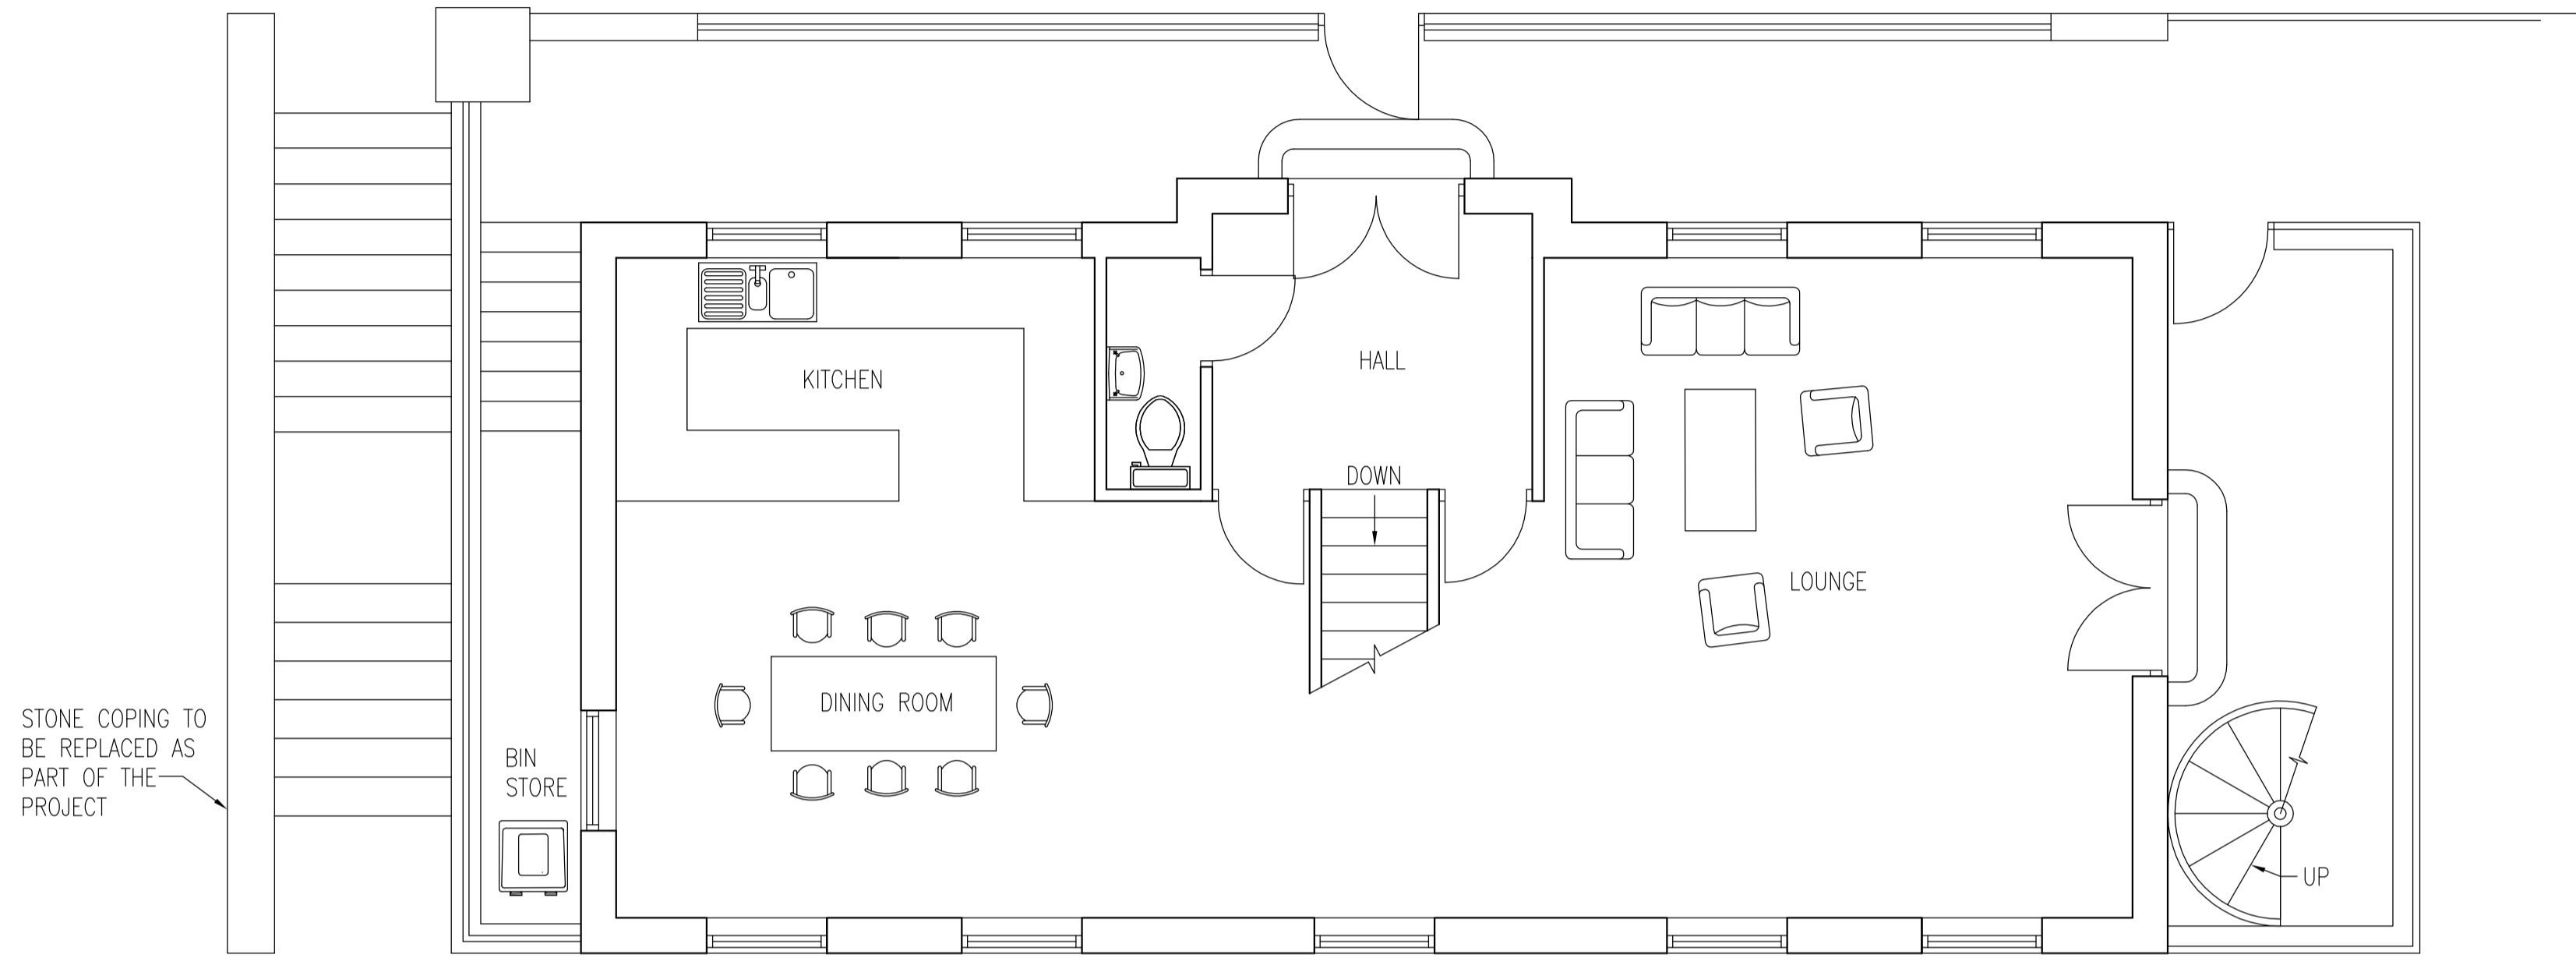 KITCHEN
HALL
DOWN
LOUNGE
DINING ROOM
STONE COPING TO
BE REPLACED AS
PART OF THE
PROJECT
BIN
STORE
UP